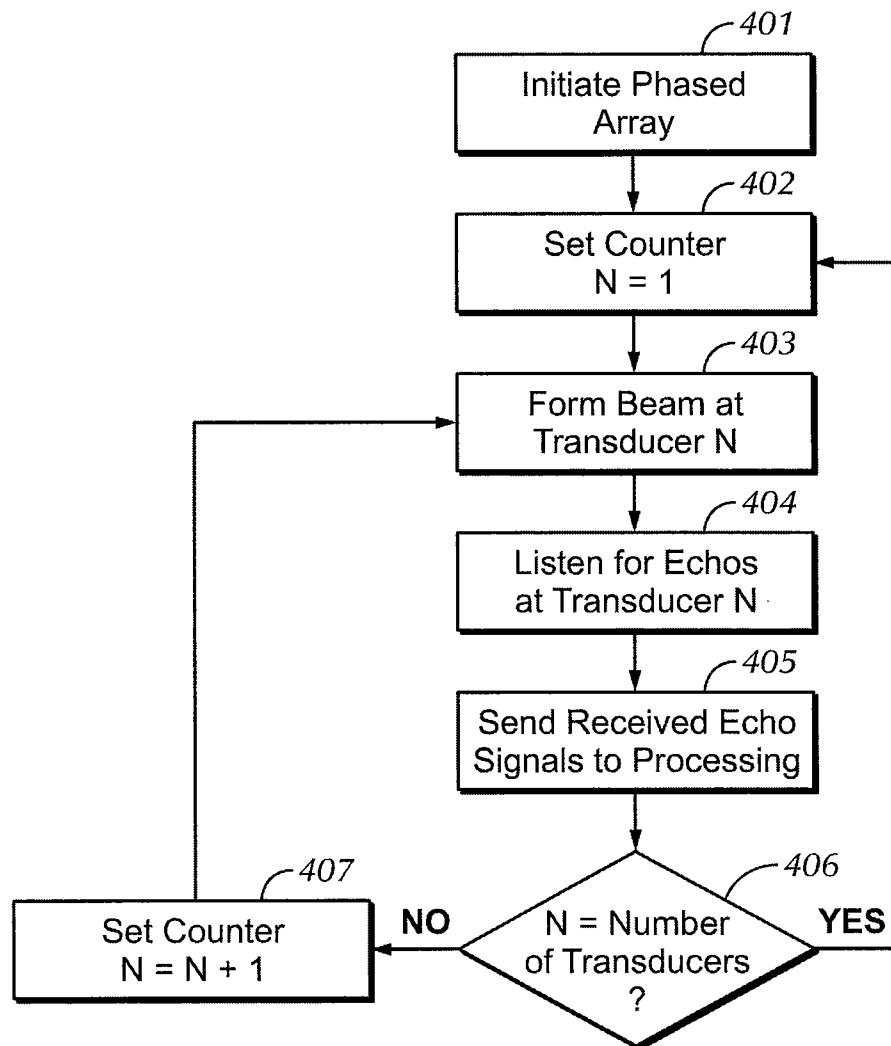 401
Initiate Phased
Array
402
Set Counter
N = 1
403
Form Beam at
Transducer N
404
Listen for Echos
at Transducer N
405
Send Received Echo
Signals to Processing
406
N = Number
of Transducers
?
NO
YES
407
Set Counter
N = N + 1